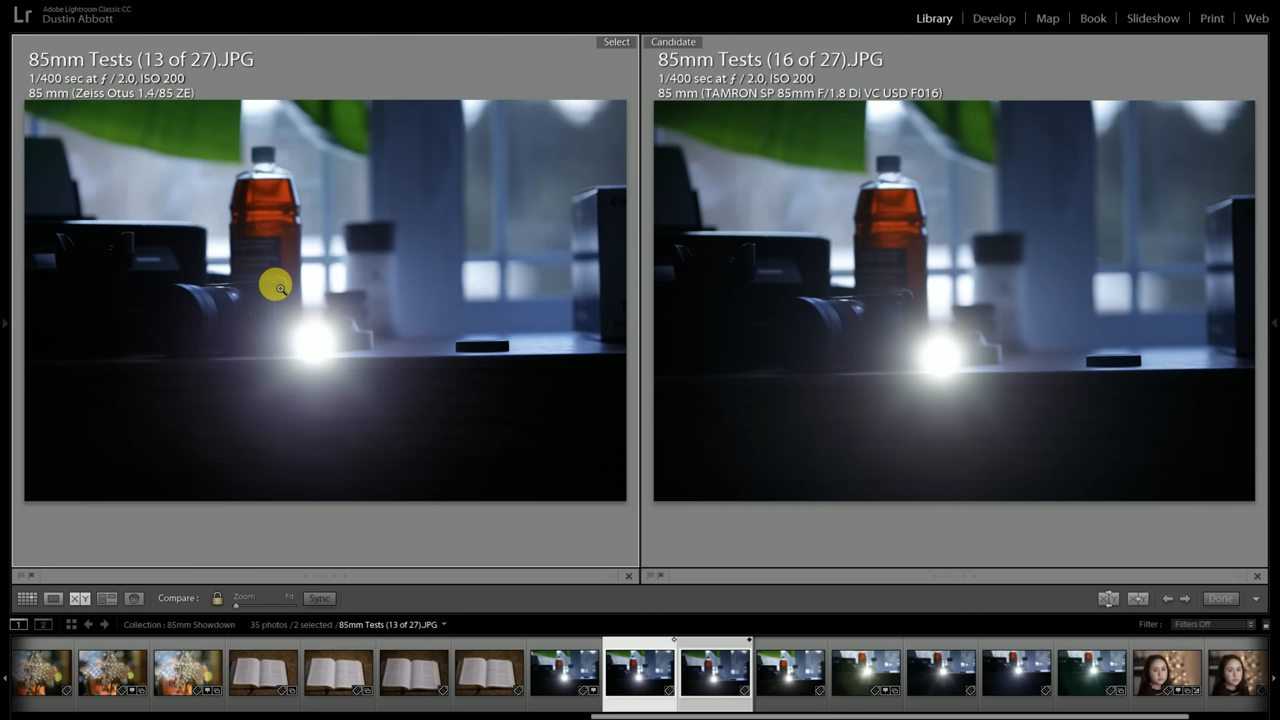 Lr
Adobe Lightroom Classic CC
Dustin Abbott
Library | Develop | Map | Book | Slideshow | Print | Web
Select
85mm Tests (13 of 27).JPG
1/400 sec at ƒ / 2.0, ISO 200
85 mm (Zeiss Otus 1.4/85 ZE)
Candidate
85mm Tests (16 of 27).JPG
1/400 sec at ƒ / 2.0, ISO 200
85 mm (TAMRON SP 85mm F/1.8 Di VC USD F016)
X Y
Compare :
Zoom
Fit
Sync
Done
1
2
Collection : 85mm Showdown
35 photos /2 selected /85mm Tests (13 of 27).JPG
Filter :
Filters Off